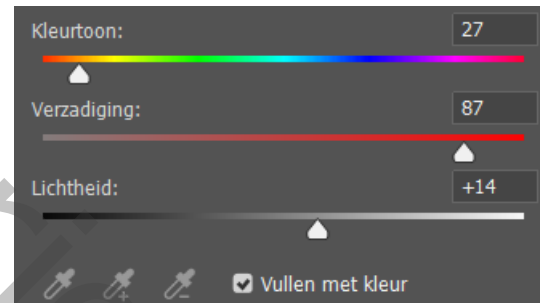 Kleurtoon:
27
Verzadiging:
87
Lichtheid:
+14
Vullen met kleur